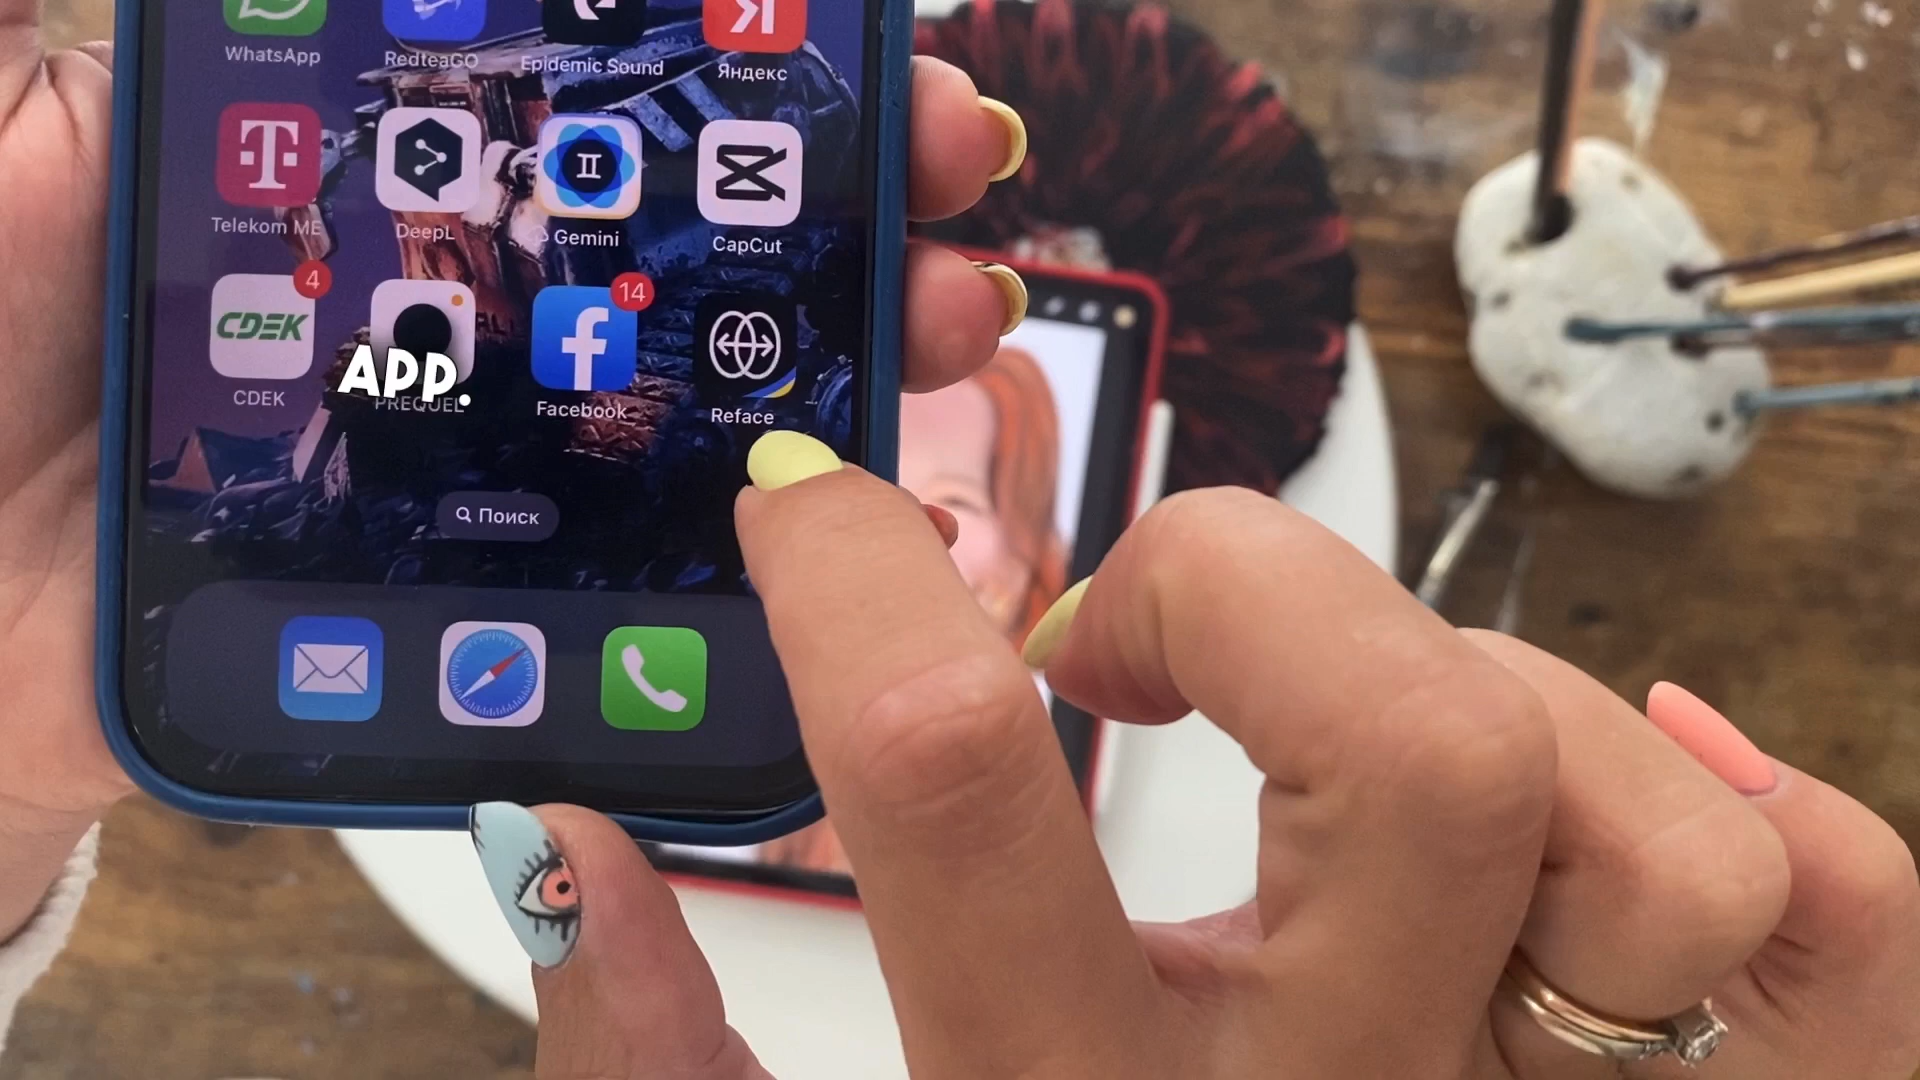 WhatsApp RedteaGO Epidemic Sound Яндекс
Я
T
Telekom ME DeepL Gemini CapCut
4 14
CDEK f
APP.
CDEK PREQUEL Facebook Reface
Поиск